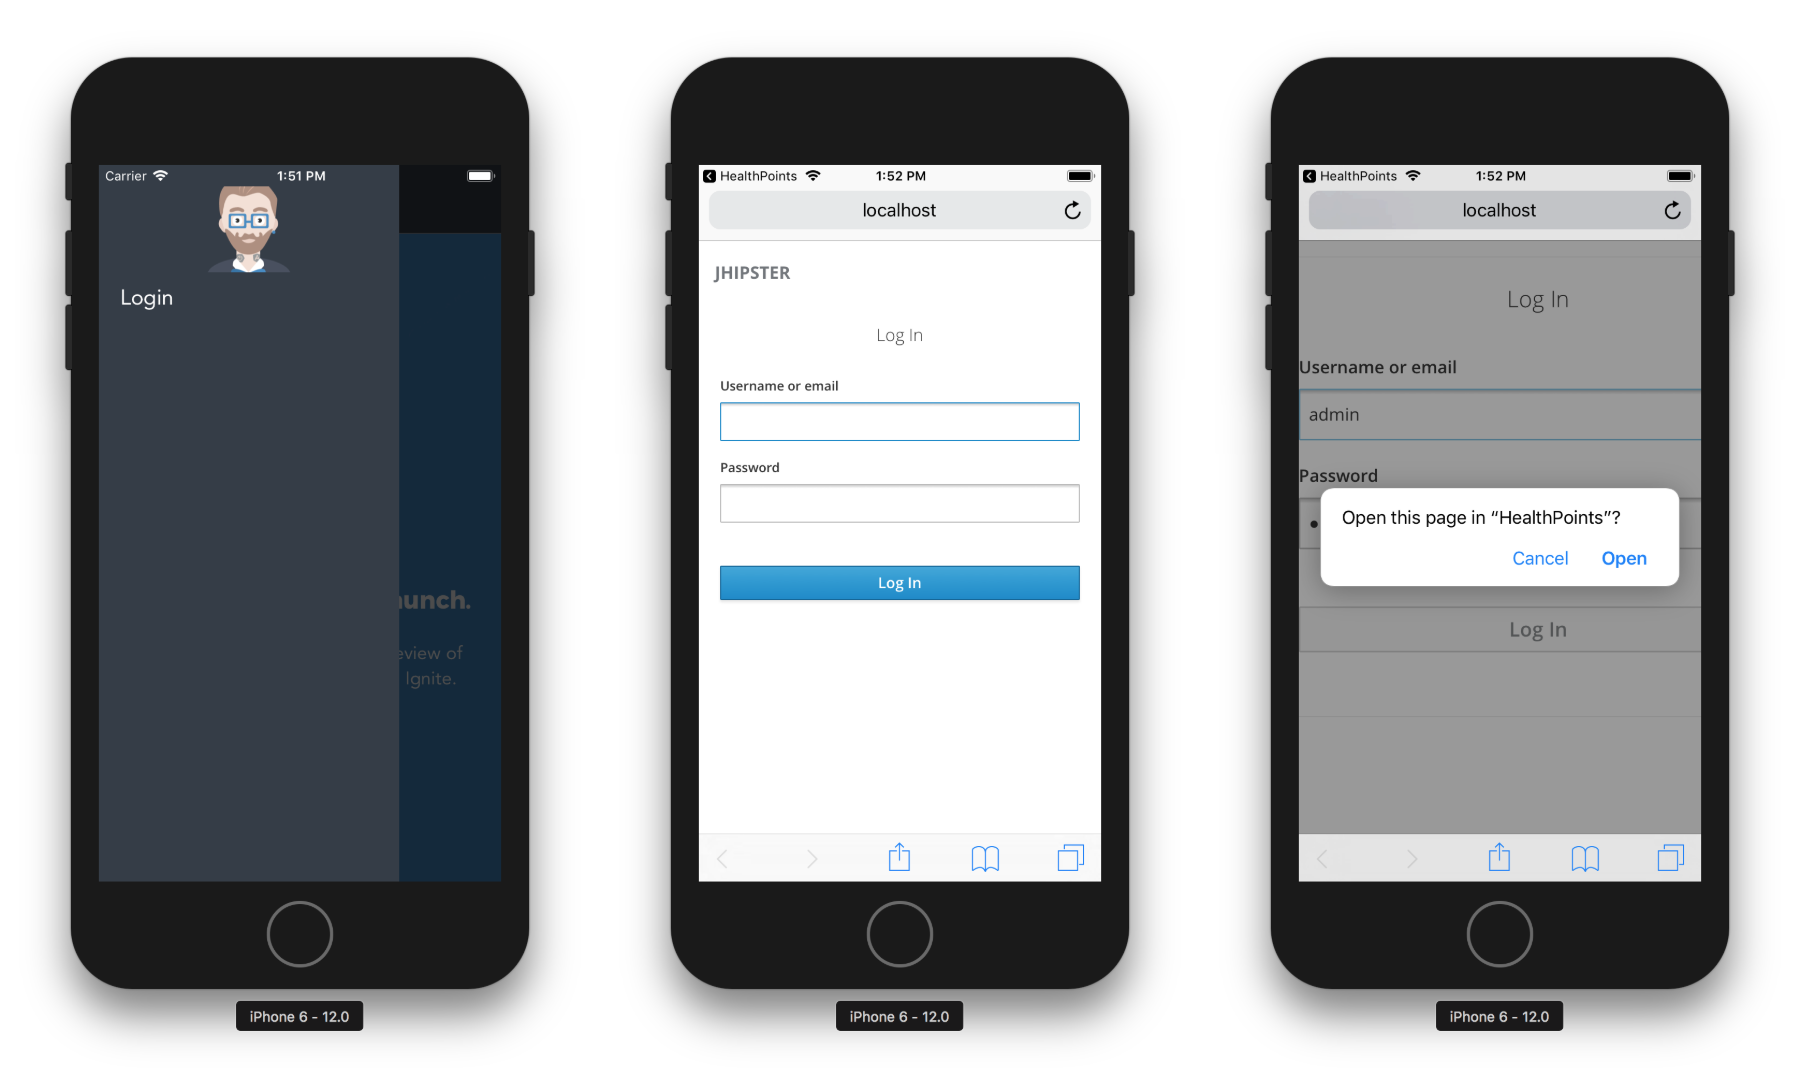 Carrier 1:51 PM
Login
unch.
eview of
Ignite.
iPhone 6 - 12.0
HealthPoints 1:52 PM
localhost
JHIPSTER
Log In
Username or email
Password
Log In
iPhone 6 - 12.0
HealthPoints 1:52 PM
localhost
Log In
Username or email
admin
Password
Open this page in “HealthPoints”?
Cancel Open
Log In
iPhone 6 - 12.0